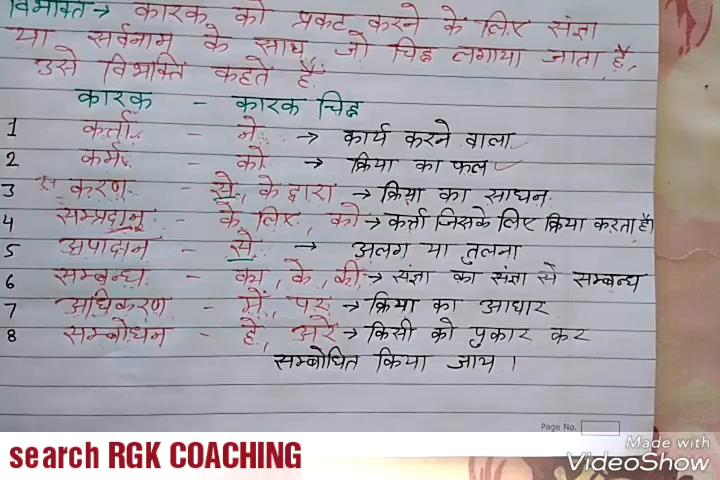 विभक्ति → कारक को प्रकट करने के लिए संज्ञा
या सर्वनाम के साथ जो चिह्न लगाया जाता है,
उसे विभक्ति कहते हैं
कारक - कारक चिह्न
1 कर्ता - ने → कार्य करने वाला
2 कर्म - को → क्रिया का फल
3 करण - से, के द्वारा → क्रिया का साधन
4 सम्प्रदान - के लिए, को → कर्त्ता जिसके लिए क्रिया करता है।
5 अपादान - से → अलग या तुलना
6 सम्बन्ध - का, के, की → संज्ञा का संज्ञा से सम्बन्ध
7 अधिकरण - में, पर → क्रिया का आधार
8 सम्बोधन - हे, अरे → किसी को पुकार कर
सम्बोधित किया जाय ।
Page No.
Made with
VideoShow
search RGK COACHING